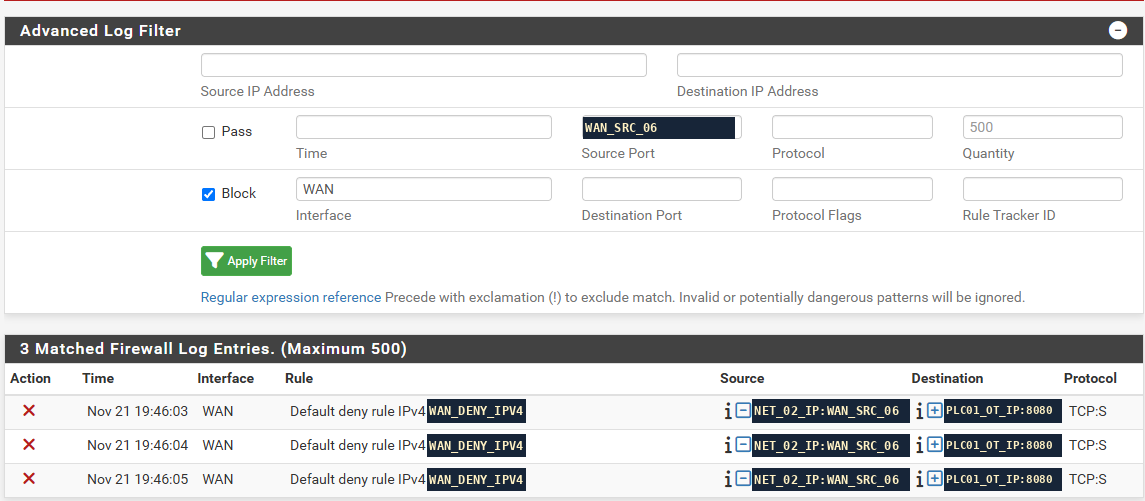 Advanced Log Filter
Source IP Address Destination IP Address
Pass WAN_SRC_06 500
Time Source Port Protocol Quantity
Block WAN
Interface Destination Port Protocol Flags Rule Tracker ID
Apply Filter
Regular expression reference Precede with exclamation (!) to exclude match. Invalid or potentially dangerous patterns will be ignored.
3 Matched Firewall Log Entries. (Maximum 500)
Action Time Interface Rule Source Destination Protocol
Nov 21 19:46:03 WAN Default deny rule IPv4 WAN_DENY_IPV4 NET_02_IP:WAN_SRC_06 PLC01_OT_IP:8080 TCP:S
Nov 21 19:46:04 WAN Default deny rule IPv4 WAN_DENY_IPV4 NET_02_IP:WAN_SRC_06 PLC01_OT_IP:8080 TCP:S
Nov 21 19:46:05 WAN Default deny rule IPv4 WAN_DENY_IPV4 NET_02_IP:WAN_SRC_06 PLC01_OT_IP:8080 TCP:S